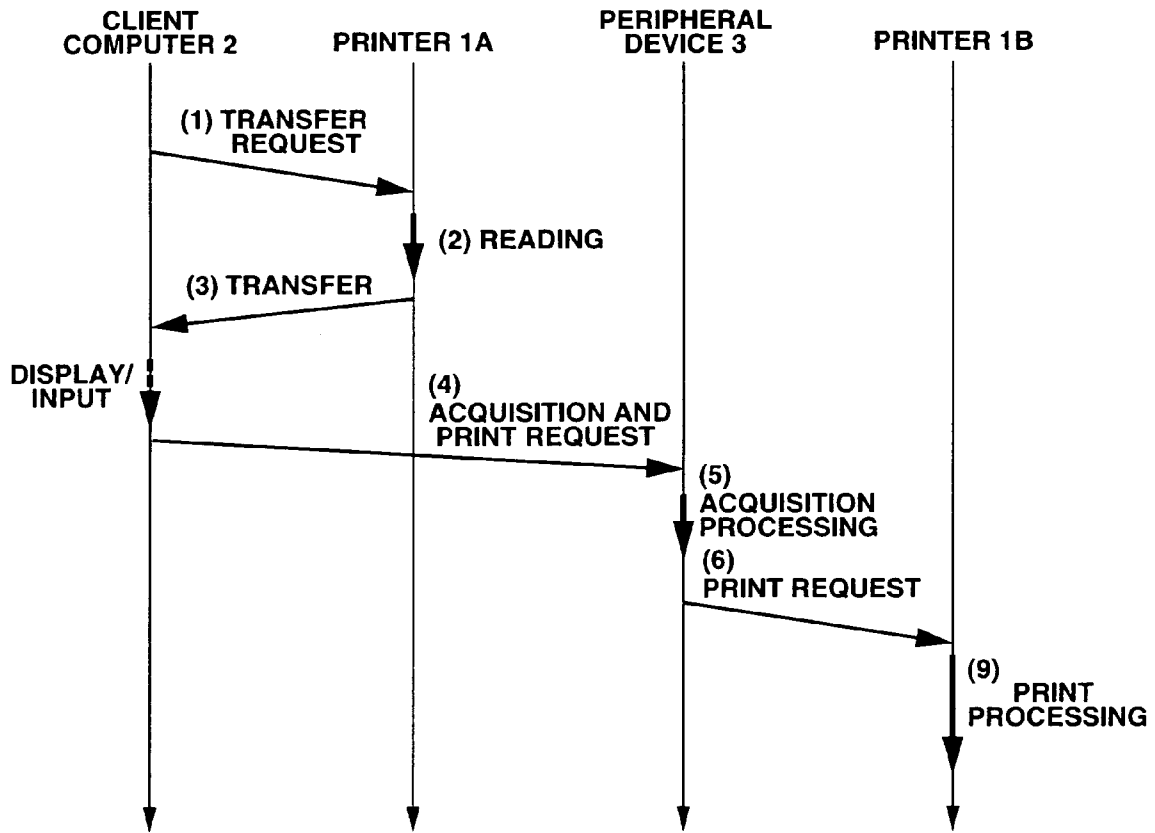 CLIENT
COMPUTER 2
PRINTER 1A
PERIPHERAL
DEVICE 3
PRINTER 1B
(1) TRANSFER
REQUEST
(2) READING
(3) TRANSFER
DISPLAY/
INPUT
(4)
ACQUISITION AND
PRINT REQUEST
(5)
ACQUISITION
PROCESSING
(6)
PRINT REQUEST
(9)
PRINT
PROCESSING